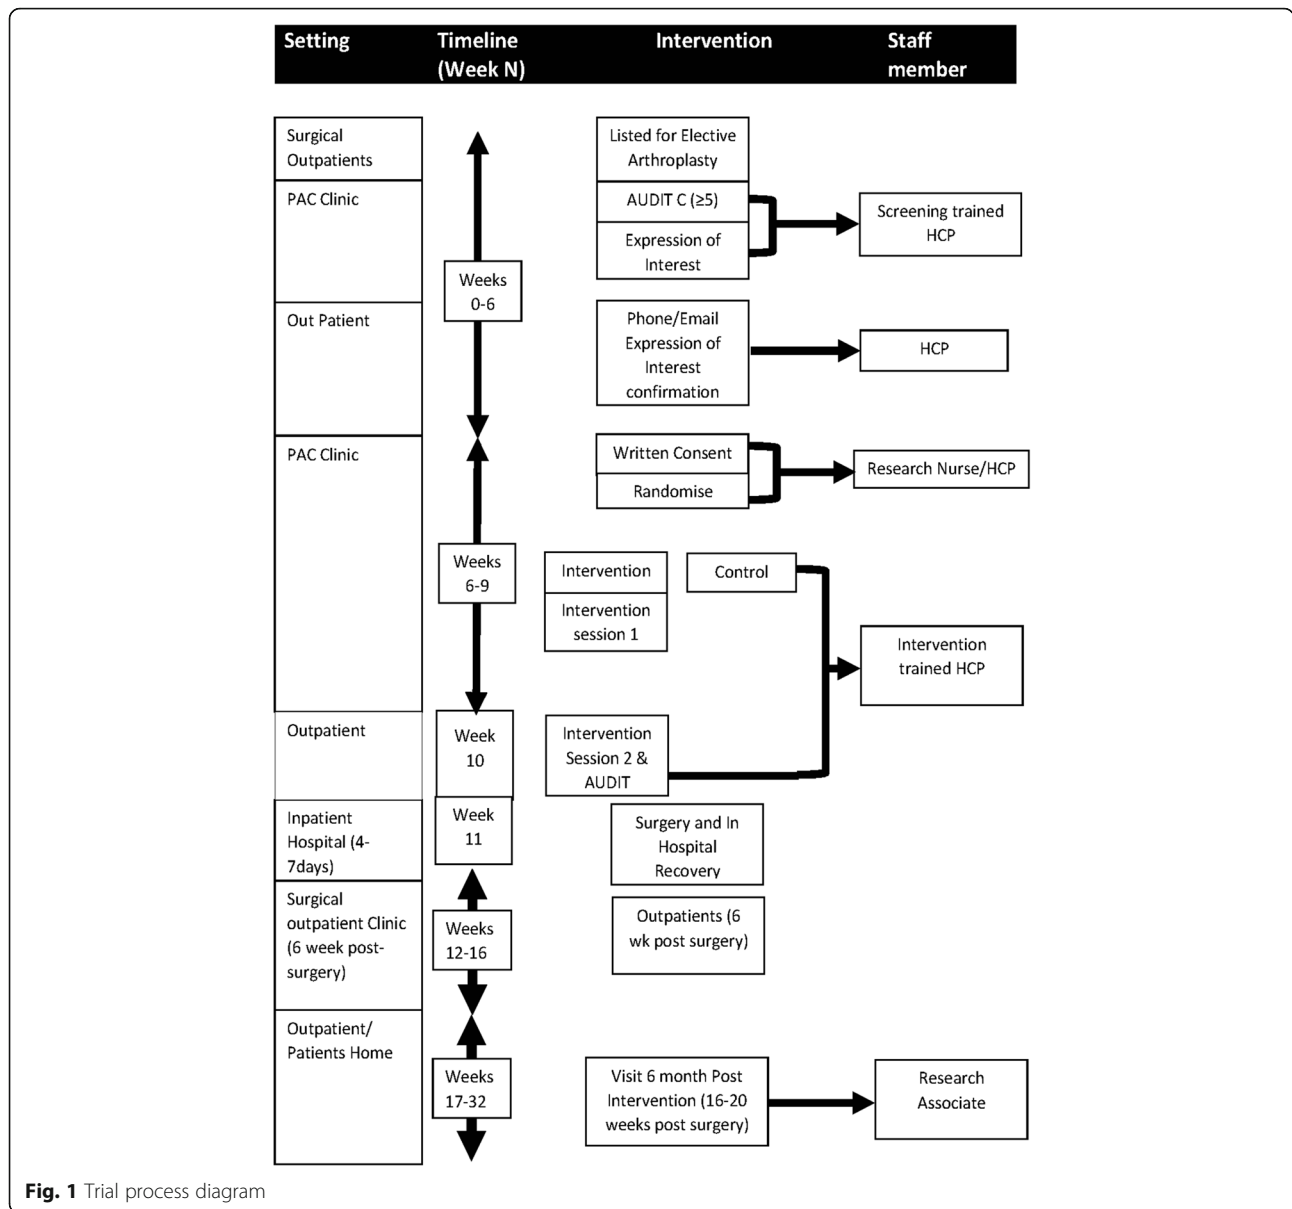 Setting
Timeline
(Week N)
Intervention
Staff
member
Surgical
Outpatients
Listed for Elective
Arthroplasty
PAC Clinic
AUDIT C (≥5)
Expression of
Interest
Screening trained
HCP
Weeks
0-6
Out Patient
Phone/Email
Expression of
Interest
confirmation
HCP
PAC Clinic
Written Consent
Randomise
Research Nurse/HCP
Weeks
6-9
Intervention
Control
Intervention
session 1
Intervention
trained HCP
Outpatient
Week
10
Intervention
Session 2 &
AUDIT
Inpatient
Hospital (4-
7days)
Week
11
Surgery and In
Hospital
Recovery
Surgical
outpatient Clinic
(6 week post-
surgery)
Weeks
12-16
Outpatients (6
wk post surgery)
Outpatient/
Patients Home
Weeks
17-32
Visit 6 month Post
Intervention (16-20
weeks post surgery)
Research
Associate
Fig. 1 Trial process diagram